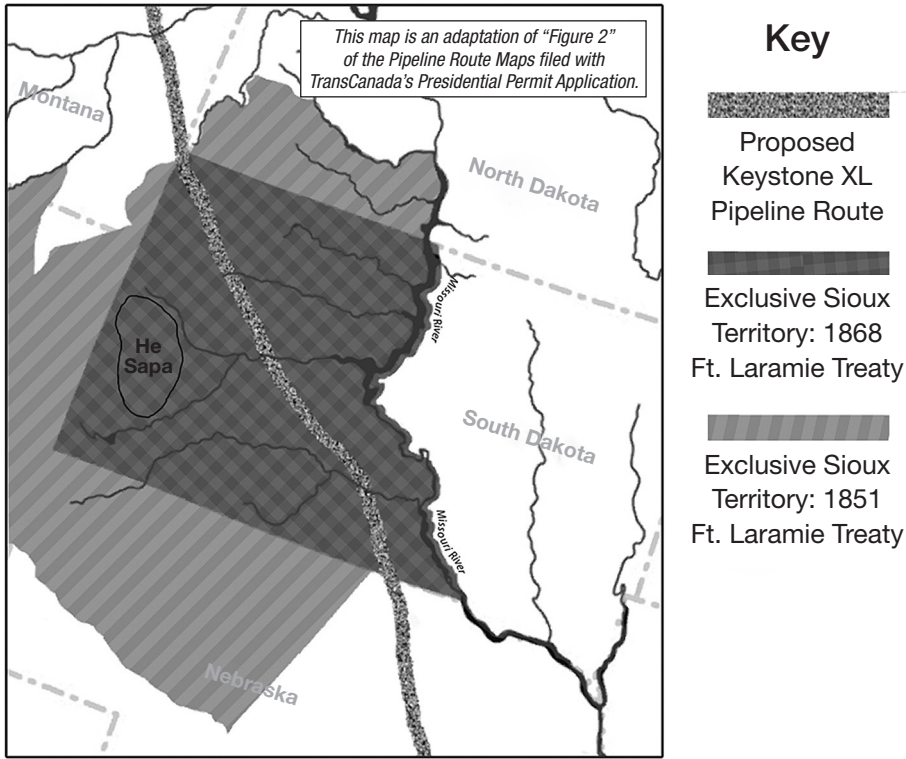 This map is an adaptation of “Figure 2”
of the Pipeline Route Maps filed with
TransCanada’s Presidential Permit Application.
Montana
North Dakota
Missouri River
He
Sapa
South Dakota
Missouri River
Nebraska
Key
Proposed
Keystone XL
Pipeline Route
Exclusive Sioux
Territory: 1868
Ft. Laramie Treaty
Exclusive Sioux
Territory: 1851
Ft. Laramie Treaty